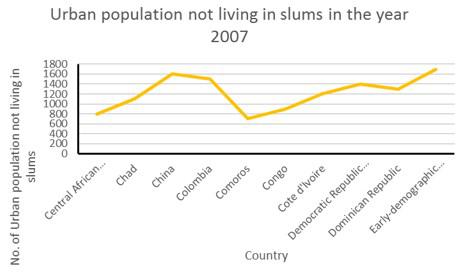 Urban population not living in slums in the year
2007
No. of Urban population not living in
slums
1800
1600
1400
1200
1000
800
600
400
200
0
Central African...
Chad
China
Colombia
Comoros
Congo
Cote d'Ivoire
Democratic Republic...
Dominican Republic
Early-demographic...
Country